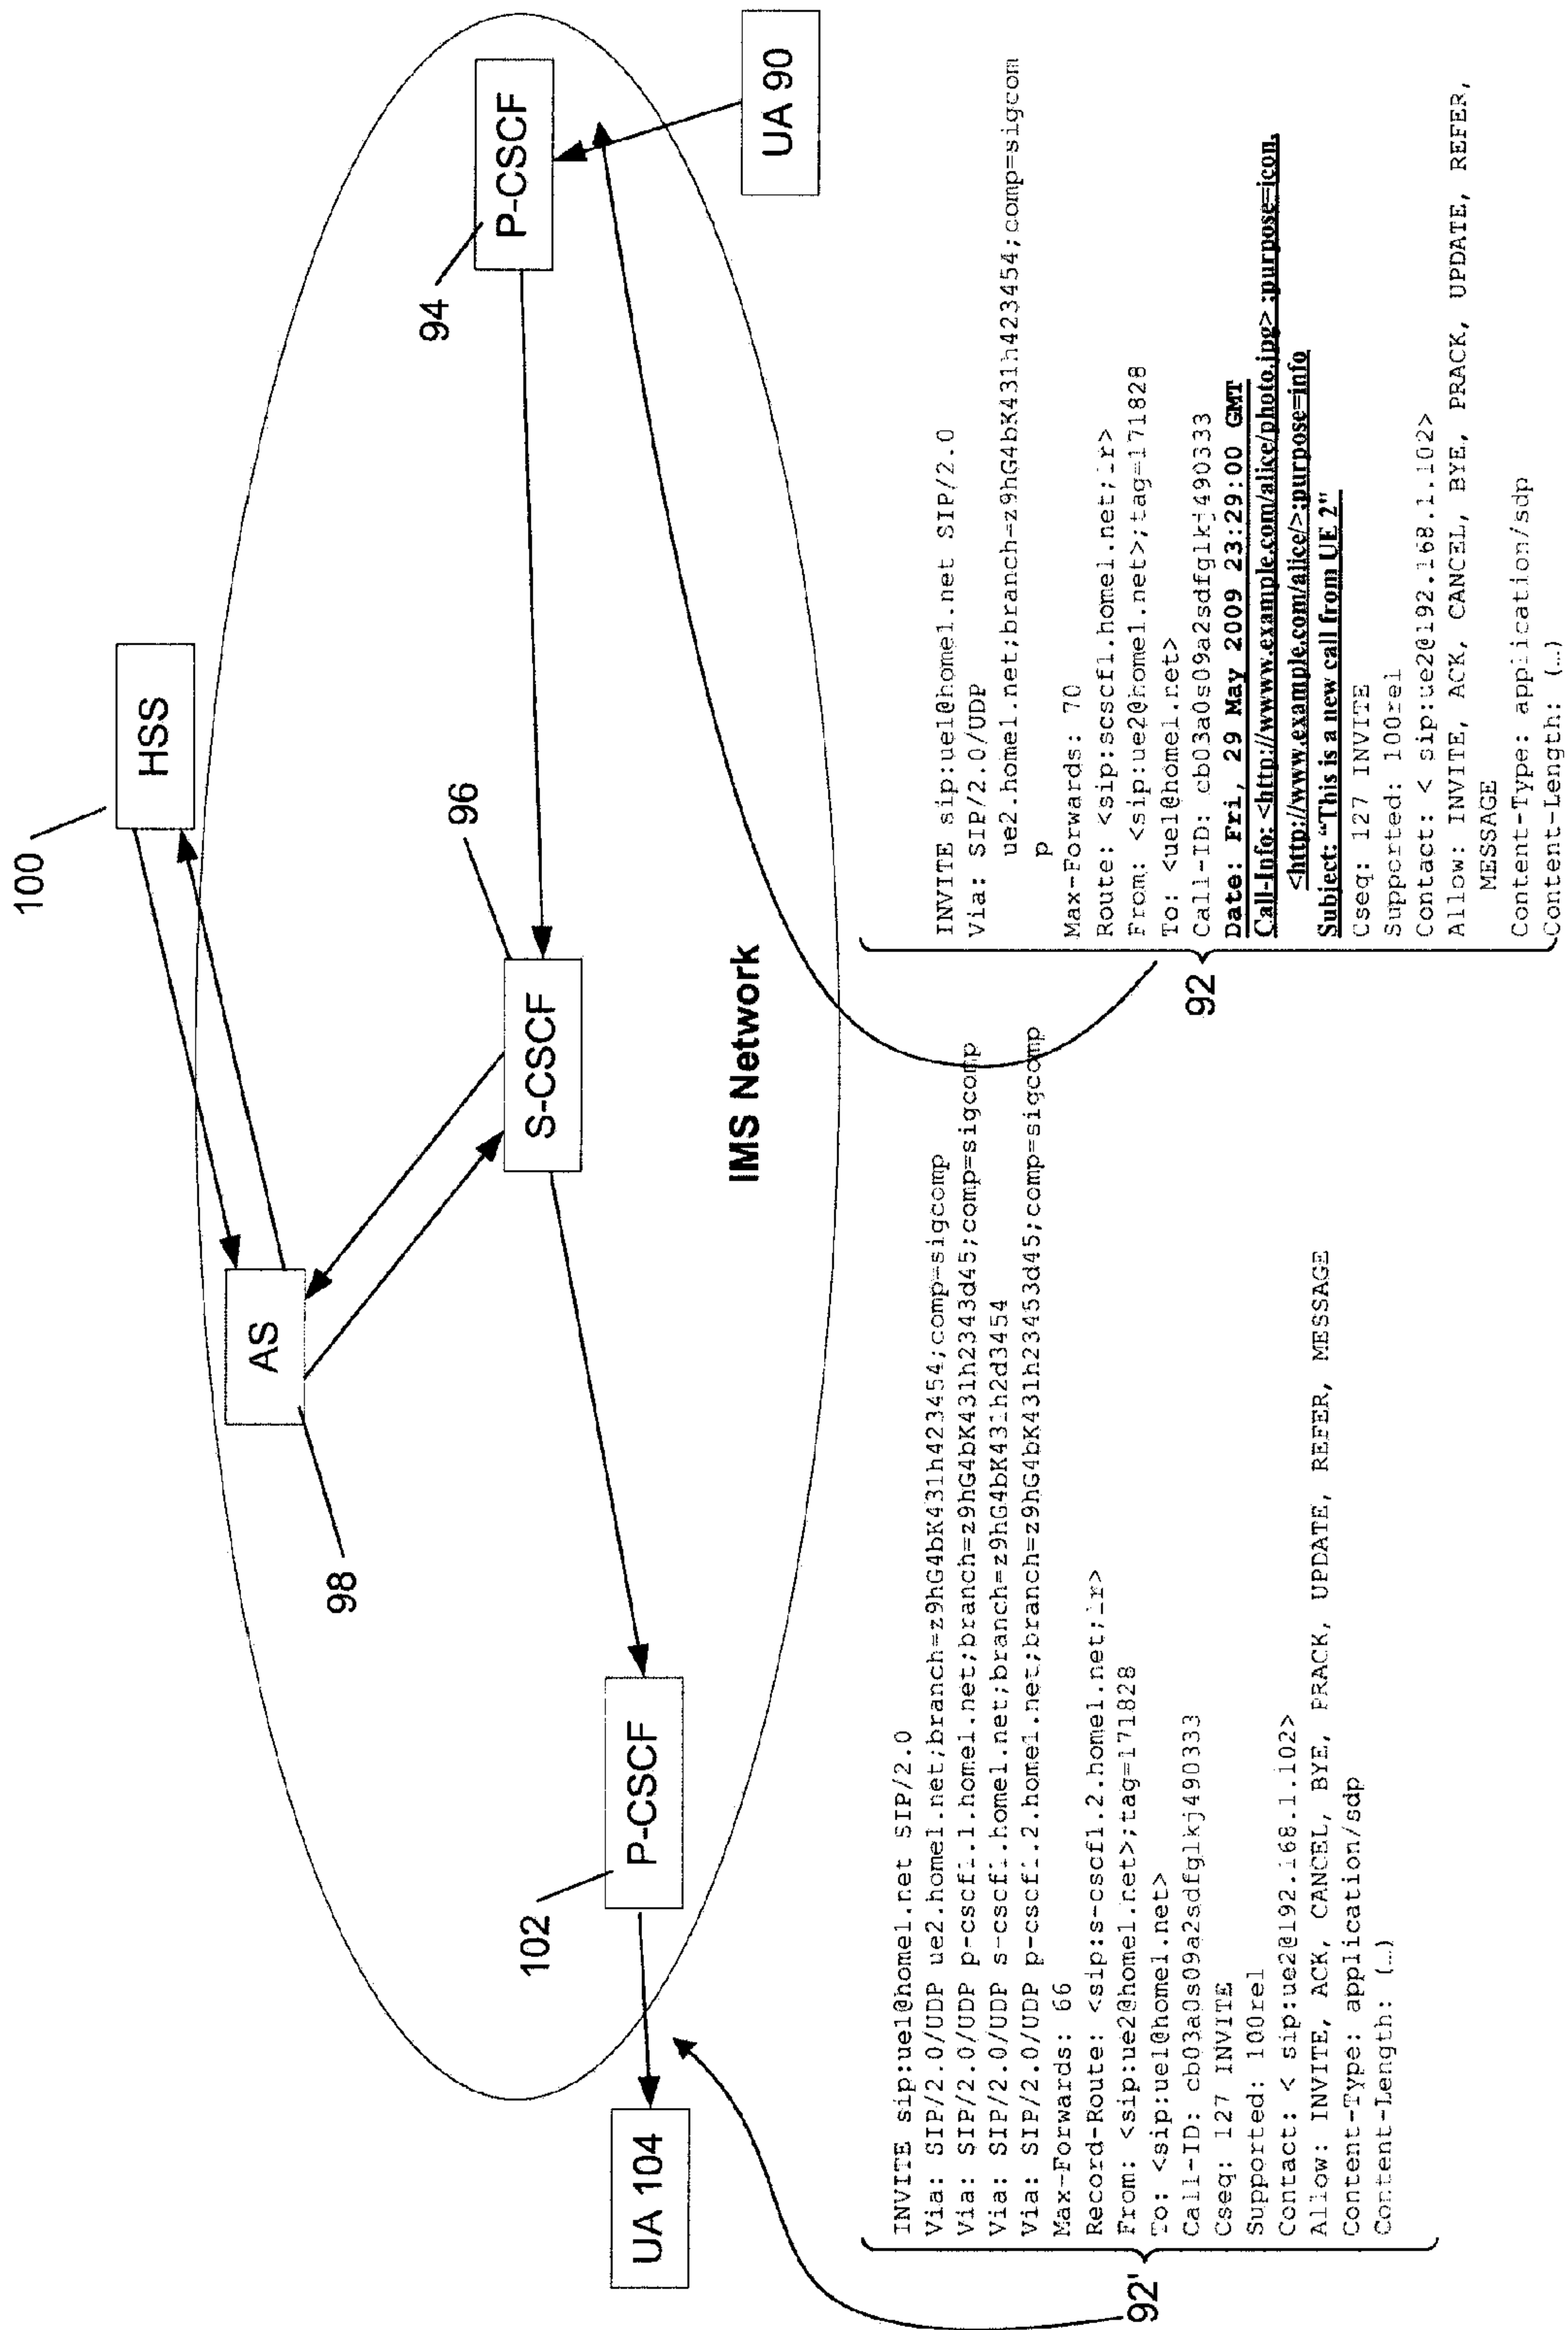 100
HSS
AS
98
96
S-CSCF
94
P-CSCF
102
P-CSCF
UA 104
UA 90
IMS Network
92'
INVITE sip:ue1@home1.net SIP/2.0
Via: SIP/2.0/UDP ue2.home1.net;branch=z9hG4bK431h423454;comp=sigcomp
Via: SIP/2.0/UDP p-cscf1.1.home1.net;branch=z9hG4bK431h2343d45;comp=sigcomp
Via: SIP/2.0/UDP s-cscf1.home1.net;branch=z9hG4bK431h2d3454
Via: SIP/2.0/UDP p-cscf1.2.home1.net;branch=z9hG4bK431h23453d45;comp=sigcomp
Max-Forwards: 66
Record-Route: <sip:s-cscf1.2.home1.net;lr>
From: <sip:ue2@home1.net>;tag=171828
To: <sip:ue1@home1.net>
Call-ID: cb03a0s09a2sdfglkj490333
Cseq: 127 INVITE
Supported: 100rel
Contact: < sip:ue2@192.168.1.102>
Allow: INVITE, ACK, CANCEL, BYE, PRACK, UPDATE, REFER, MESSAGE
Content-Type: application/sdp
Content-Length: (…)
92
INVITE sip:ue1@home1.net SIP/2.0
Via: SIP/2.0/UDP
ue2.home1.net;branch=z9hG4bK431h423454;comp=sigcom
p
Max-Forwards: 70
Route: <sip:scscf1.home1.net;lr>
From: <sip:ue2@home1.net>;tag=171828
To: <ue1@home1.net>
Call-ID: cb03a0s09a2sdfglkj490333
Date: Fri, 29 May 2009 23:29:00 GMT
Call-Info: <http://wwww.example.com/alice/photo.jpg> ;purpose=icon,
<http://www.example.com/alice/>;purpose=info
Subject: “This is a new call from UE 2"
Cseq: 127 INVITE
Supported: 100rel
Contact: < sip:ue2@192.168.1.102>
Allow: INVITE, ACK, CANCEL, BYE, PRACK, UPDATE, REFER,
MESSAGE
Content-Type: application/sdp
Content-Length: (…)